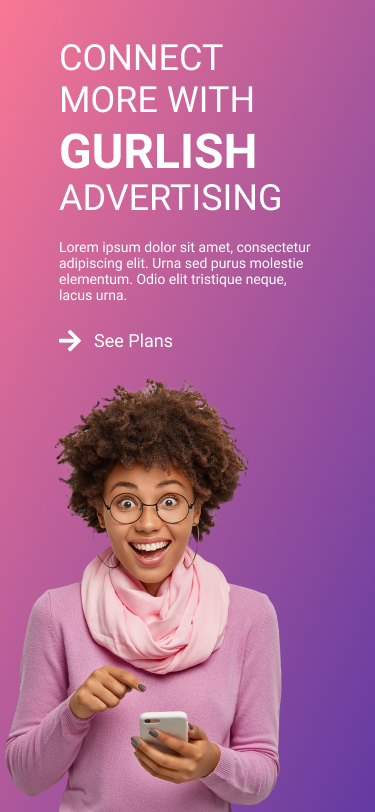 CONNECT
MORE WITH
GURLISH
ADVERTISING
Lorem ipsum dolor sit amet, consectetur
adipiscing elit. Urna sed purus molestie
elementum. Odio elit tristique neque,
lacus urna.
See Plans